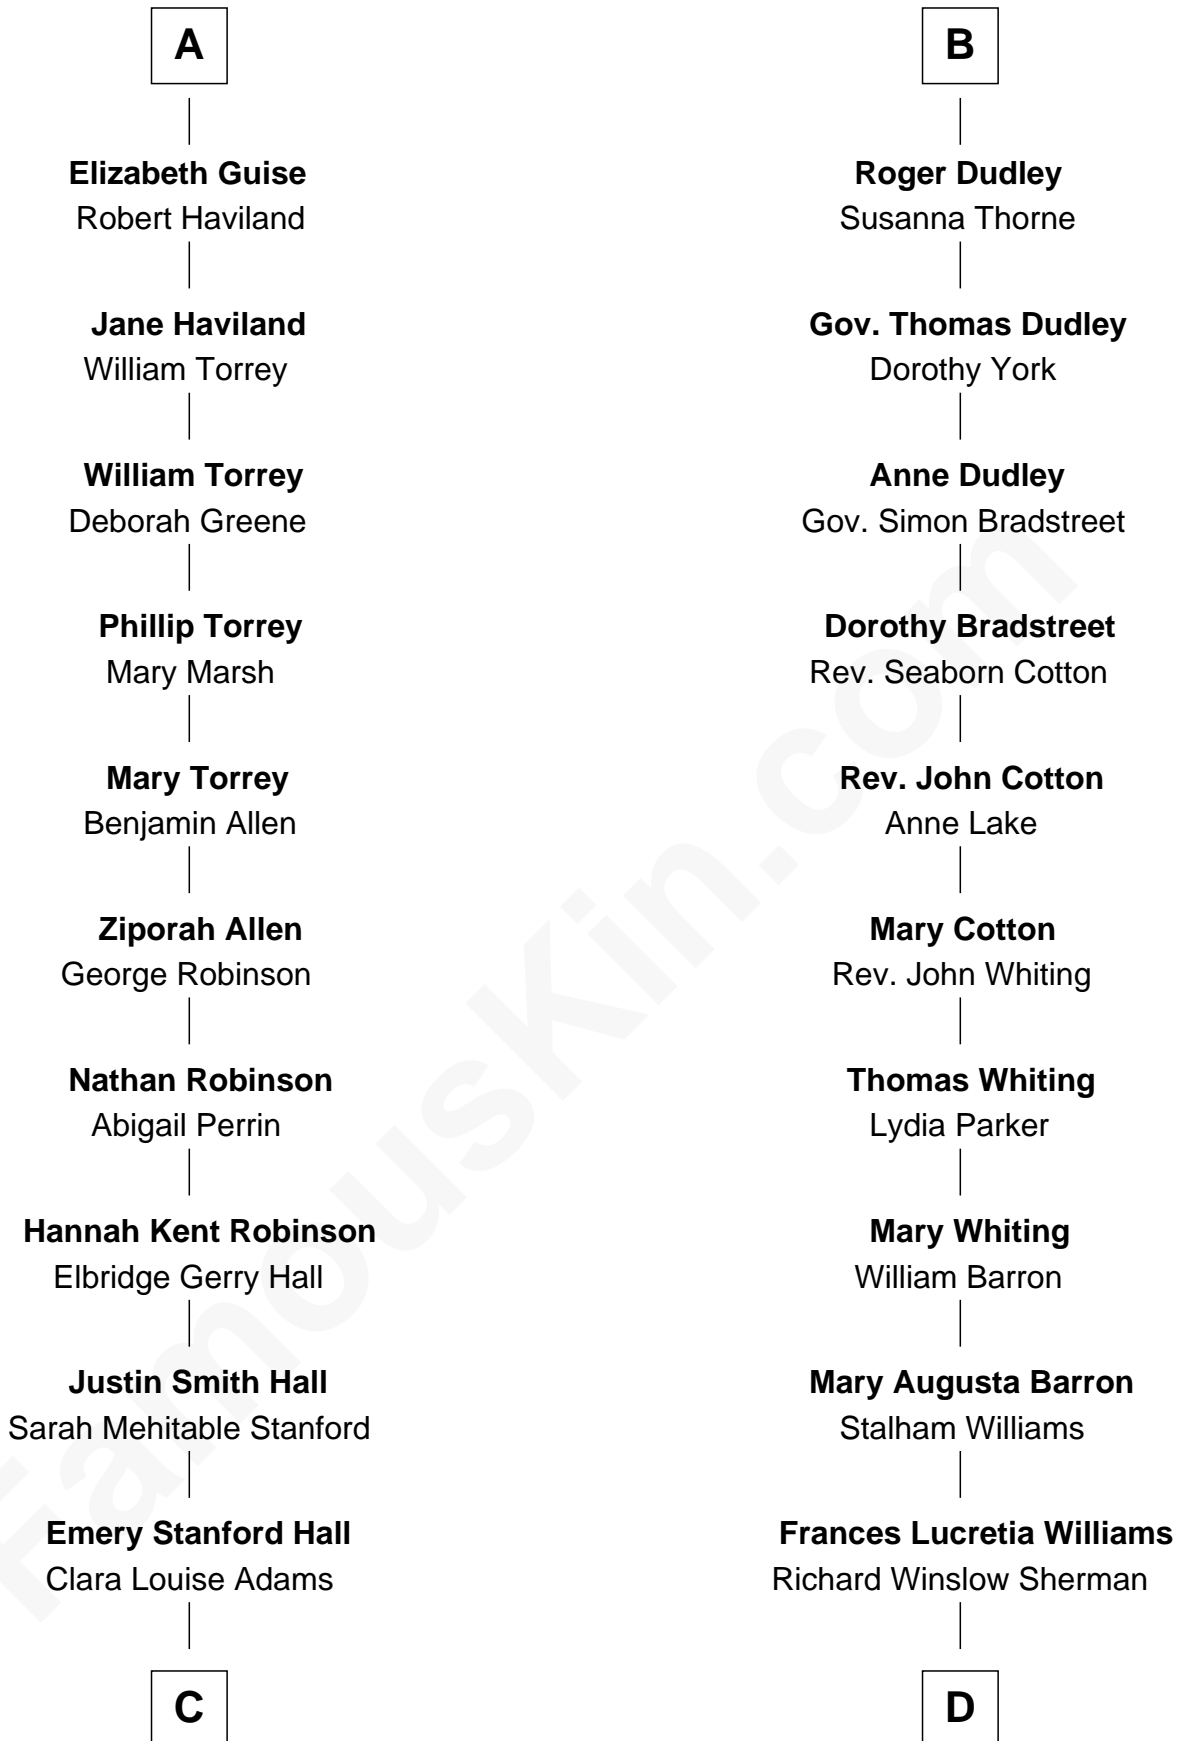 A
Elizabeth Guise
Robert Haviland
Jane Haviland
William Torrey
William Torrey
Deborah Greene
Phillip Torrey
Mary Marsh
Mary Torrey
Benjamin Allen
Ziporah Allen
George Robinson
Nathan Robinson
Abigail Perrin
Hannah Kent Robinson
Elbridge Gerry Hall
Justin Smith Hall
Sarah Mehitable Stanford
Emery Stanford Hall
Clara Louise Adams
C
B
Roger Dudley
Susanna Thorne
Gov. Thomas Dudley
Dorothy York
Anne Dudley
Gov. Simon Bradstreet
Dorothy Bradstreet
Rev. Seaborn Cotton
Rev. John Cotton
Anne Lake
Mary Cotton
Rev. John Whiting
Thomas Whiting
Lydia Parker
Mary Whiting
William Barron
Mary Augusta Barron
Stalham Williams
Frances Lucretia Williams
Richard Winslow Sherman
D
FamousKin.com